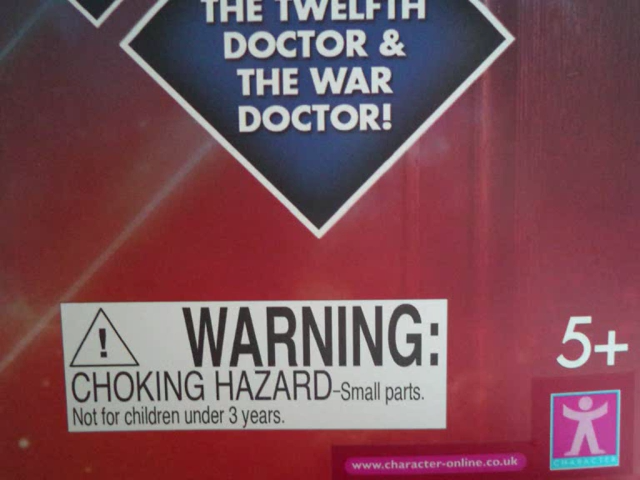 THE TWELFTH
DOCTOR &
THE WAR
DOCTOR!
! WARNING:
CHOKING HAZARD–Small parts.
Not for children under 3 years.
5+
CHARACTER
www.character-online.co.uk